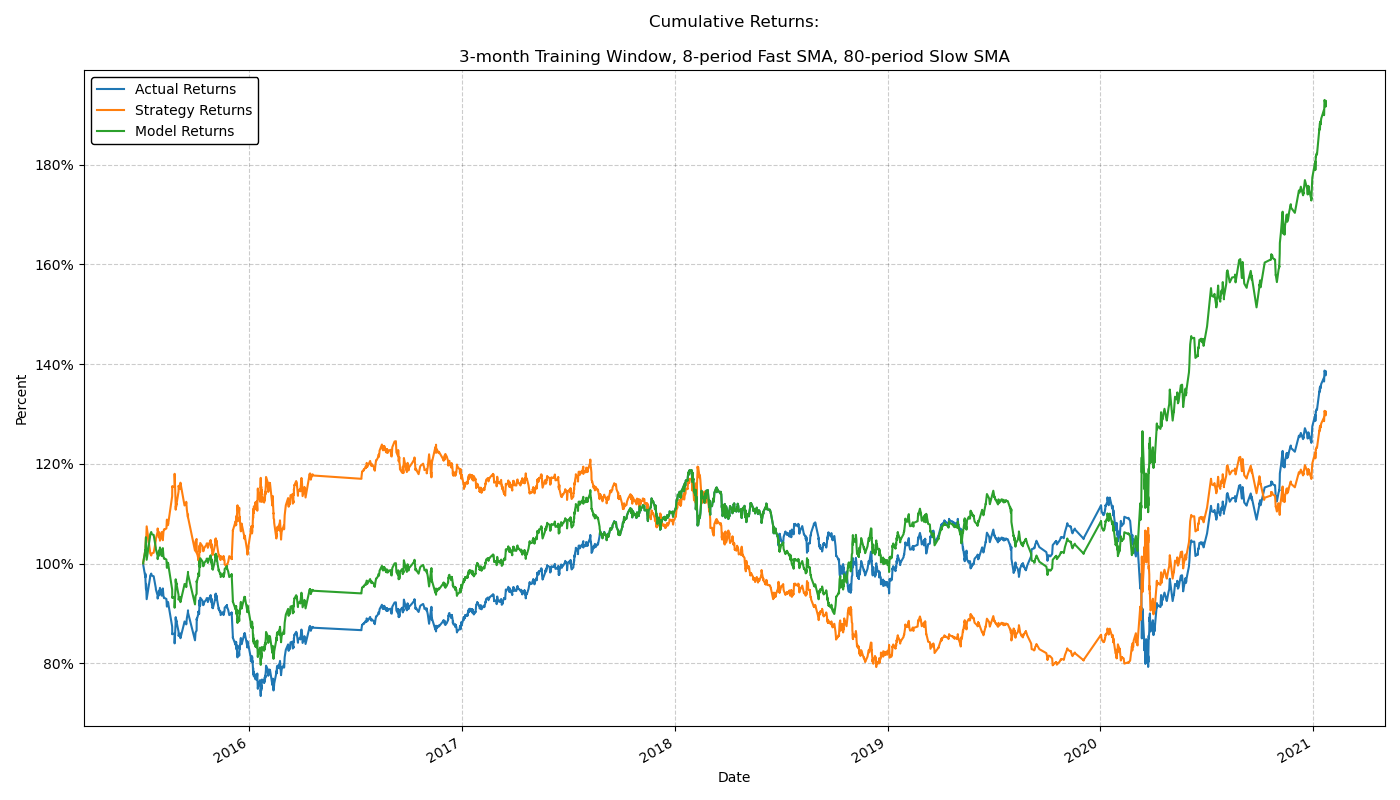 Cumulative Returns:
3-month Training Window, 8-period Fast SMA, 80-period Slow SMA
Actual Returns
Strategy Returns
Model Returns
180%
160%
140%
120%
100%
80%
Percent
2016
2017
2018
2019
2020
2021
Date